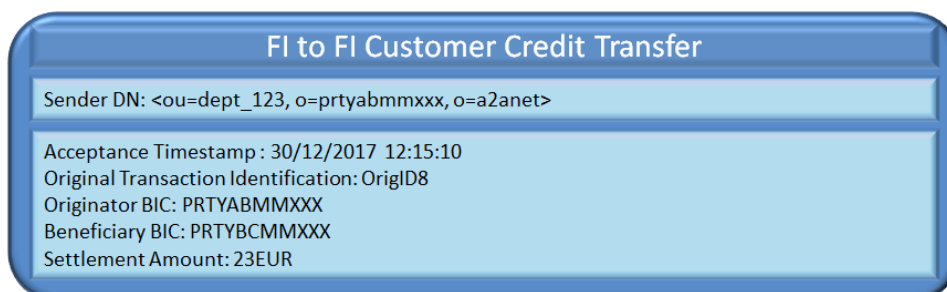 FI to FI Customer Credit Transfer
Sender DN: <ou=dept_123, o=prtyabmmxxx, o=a2anet>
Acceptance Timestamp : 30/12/2017 12:15:10
Original Transaction Identification: OrigID8
Originator BIC: PRTYABMMXXX
Beneficiary BIC: PRTYBCMMXXX
Settlement Amount: 23EUR